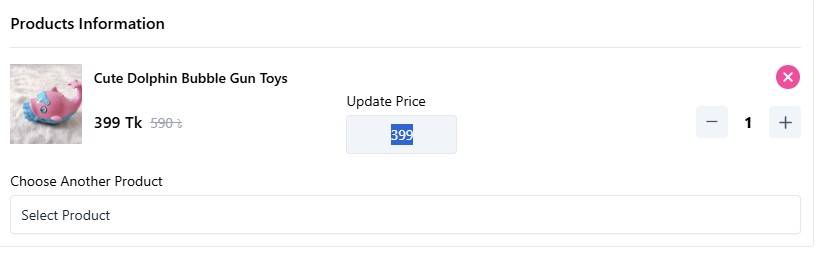 Products Information
Cute Dolphin Bubble Gun Toys
399 Tk 590 ৳
Update Price
399
1
Choose Another Product
Select Product